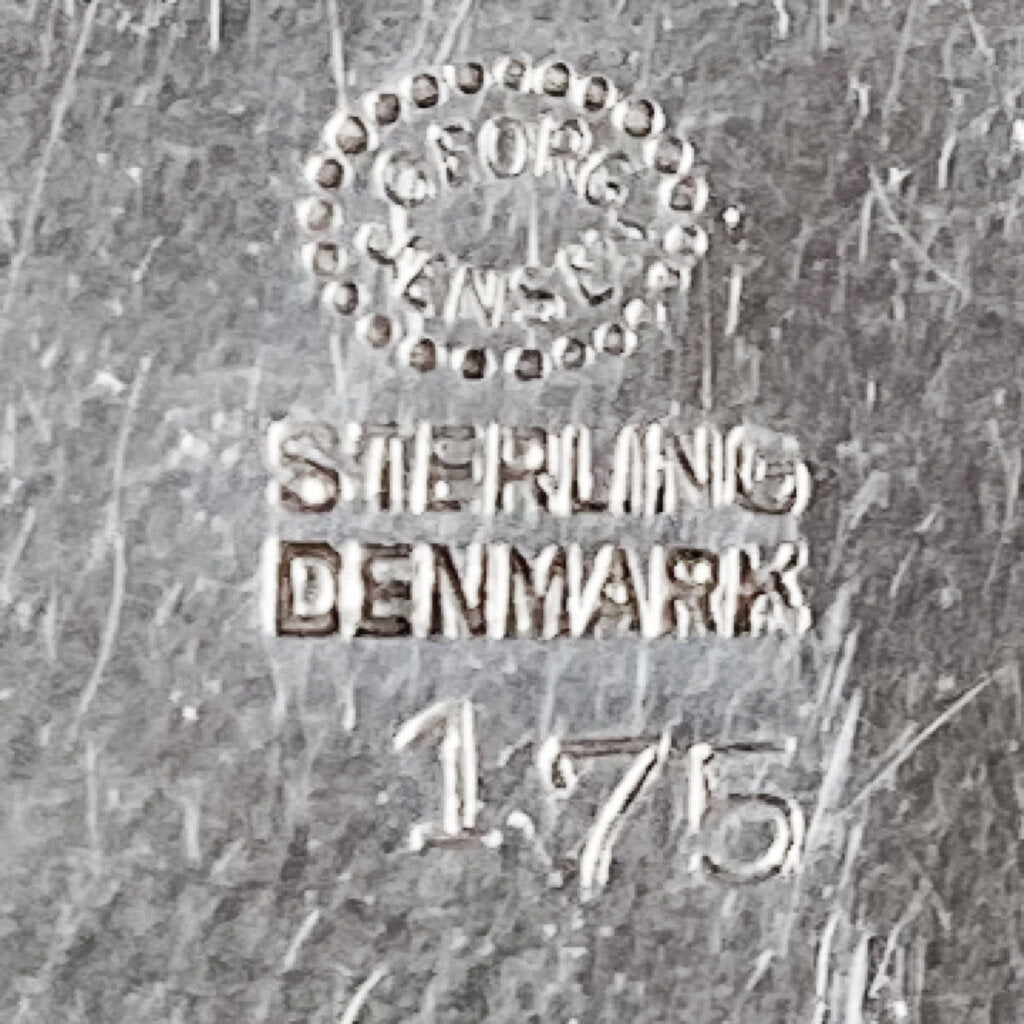 GEORG
JENSEN
STERLING
DENMARK
175